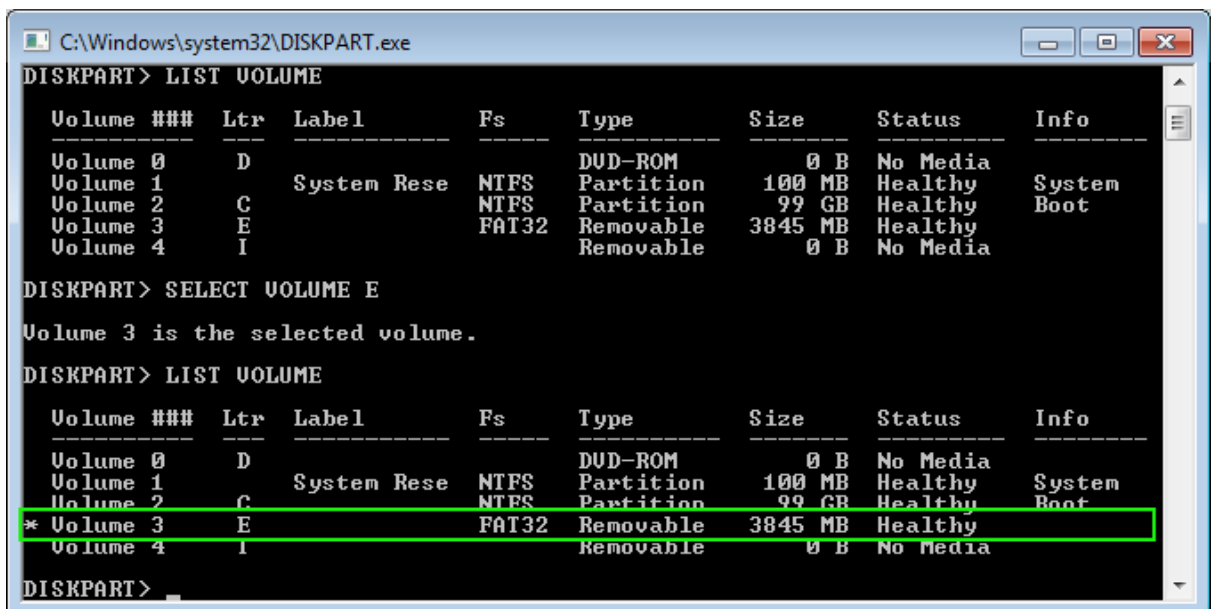 C:\Windows\system32\DISKPART.exe
DISKPART> LIST VOLUME
Volume ### Ltr Label Fs Type Size Status Info
---------- --- ----------- ----- ---------- ------- --------- --------
Volume 0 D DVD-ROM 0 B No Media
Volume 1 System Rese NTFS Partition 100 MB Healthy System
Volume 2 C NTFS Partition 99 GB Healthy Boot
Volume 3 E FAT32 Removable 3845 MB Healthy
Volume 4 I Removable 0 B No Media
DISKPART> SELECT VOLUME E
Volume 3 is the selected volume.
DISKPART> LIST VOLUME
Volume ### Ltr Label Fs Type Size Status Info
---------- --- ----------- ----- ---------- ------- --------- --------
Volume 0 D DVD-ROM 0 B No Media
Volume 1 System Rese NTFS Partition 100 MB Healthy System
Volume 2 C NTFS Partition 99 GB Healthy Boot
* Volume 3 E FAT32 Removable 3845 MB Healthy
Volume 4 I Removable 0 B No Media
DISKPART> _